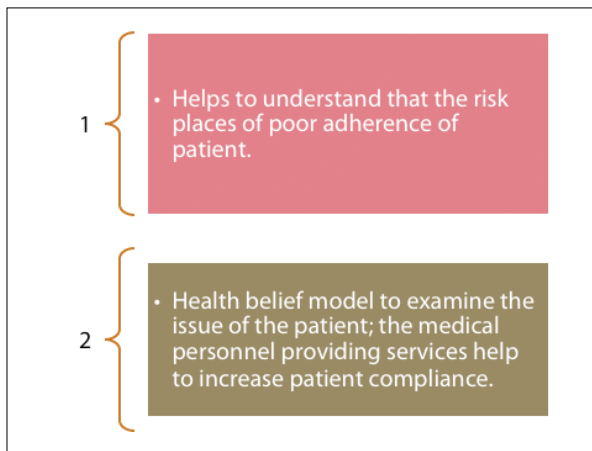 1
• Helps to understand that the risk
places of poor adherence of
patient.
2
• Health belief model to examine the
issue of the patient; the medical
personnel providing services help
to increase patient compliance.